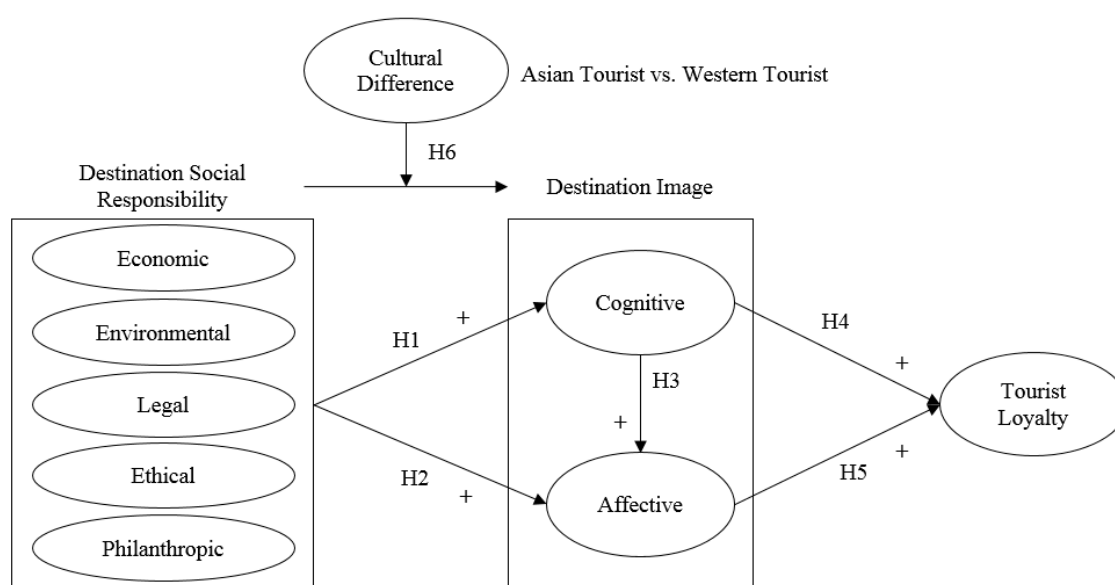 Cultural
Difference
Asian Tourist vs. Western Tourist
H6
Destination Social
Responsibility
Destination Image
Economic
Environmental
Legal
Ethical
Philanthropic
H1
+
H2
+
Cognitive
H3
+
Affective
H4
+
H5
+
Tourist
Loyalty